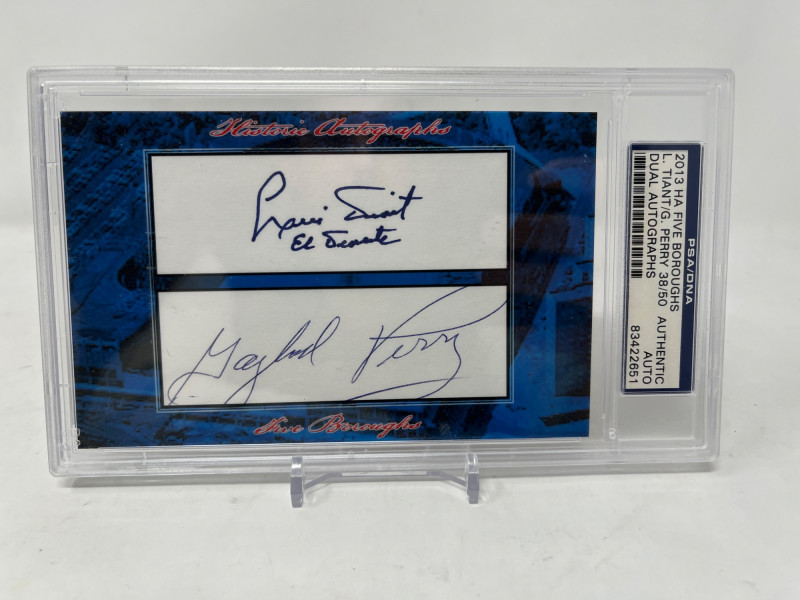 Historic Autographs
Luis Tiant
El Tiante
Gaylord Perry
Five Boroughs
PSA/DNA
2013 HA FIVE BOROUGHS
L. TIANT/G. PERRY 38/50 AUTHENTIC
DUAL AUTOGRAPHS AUTO
83422651